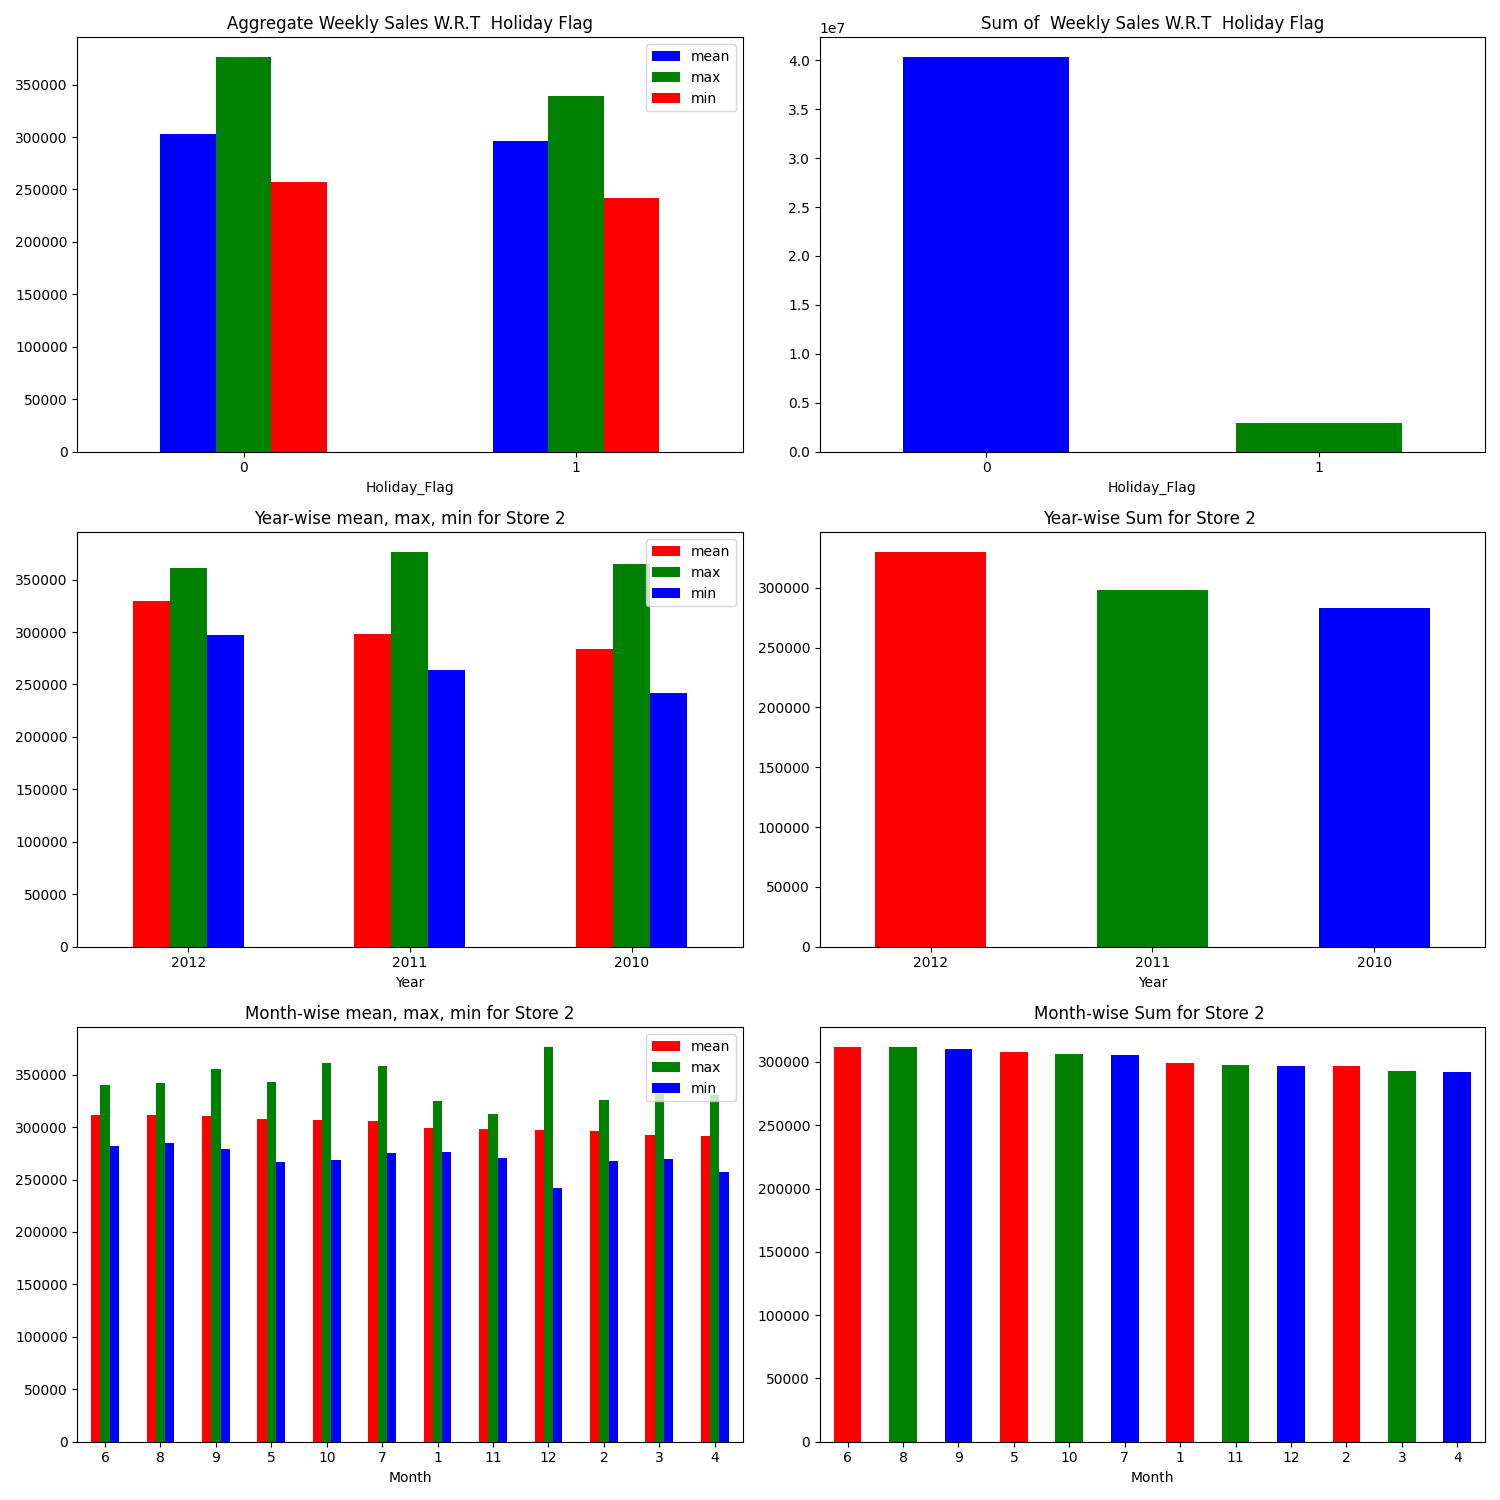 Aggregate Weekly Sales W.R.T  Holiday Flag
350000
300000
250000
200000
150000
100000
50000
0
mean
max
min
0 1
Holiday_Flag
Sum of  Weekly Sales W.R.T  Holiday Flag
1e7
4.0
3.5
3.0
2.5
2.0
1.5
1.0
0.5
0.0
0 1
Holiday_Flag
Year-wise mean, max, min for Store 2
350000
300000
250000
200000
150000
100000
50000
0
mean
max
min
2012 2011 2010
Year
Year-wise Sum for Store 2
300000
250000
200000
150000
100000
50000
0
2012 2011 2010
Year
Month-wise mean, max, min for Store 2
350000
300000
250000
200000
150000
100000
50000
0
mean
max
min
6 8 9 5 10 7 1 11 12 2 3 4
Month
Month-wise Sum for Store 2
300000
250000
200000
150000
100000
50000
0
6 8 9 5 10 7 1 11 12 2 3 4
Month